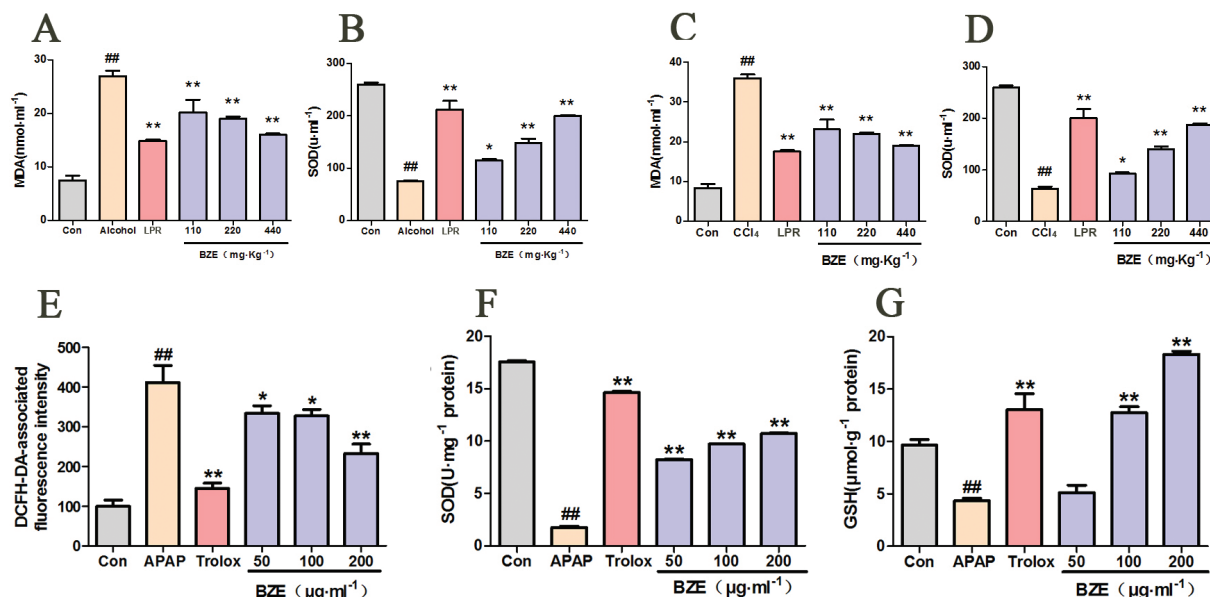 A
MDA(nmol·ml⁻¹)
30
20
10
0
##
**
**
**
**
Con Alcohol LPR 110 220 440
BZE （mg·Kg⁻¹）
B
SOD(u·ml⁻¹)
300
200
100
0
##
**
*
**
**
Con Alcohol LPR 110 220 440
BZE （mg·Kg⁻¹）
C
MDA(nmol·ml⁻¹)
40
30
20
10
0
##
**
**
**
**
Con CCl₄ LPR 110 220 440
BZE （mg·Kg⁻¹）
D
SOD(u·ml⁻¹)
300
200
100
0
##
**
*
**
**
Con CCl₄ LPR 110 220 440
BZE （mg·Kg⁻¹）
E
DCFH-DA-associated
fluorescence intensity
500
400
300
200
100
0
##
**
*
*
**
Con APAP Trolox 50 100 200
BZE （µg·ml⁻¹）
F
SOD(U·mg⁻¹ protein)
20
15
10
5
0
##
**
**
**
**
Con APAP Trolox 50 100 200
BZE （µg·ml⁻¹）
G
GSH(µmol·g⁻¹ protein)
20
15
10
5
0
##
**
**
**
Con APAP Trolox 50 100 200
BZE （µg·ml⁻¹）